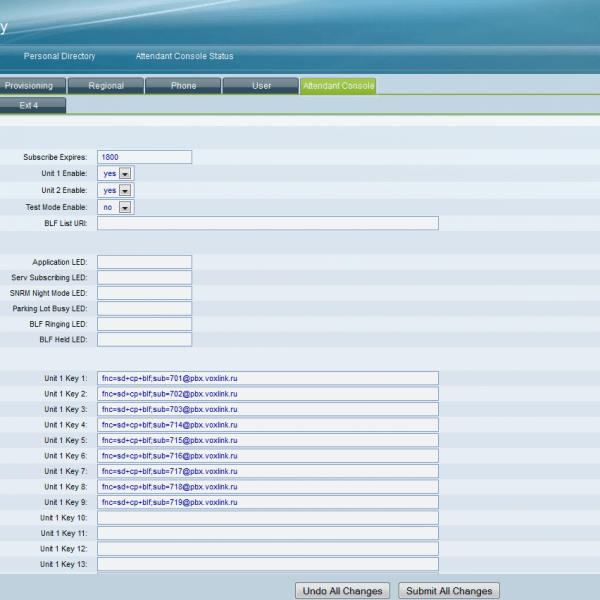 y
Personal Directory Attendant Console Status
Provisioning Regional Phone User Attendant Console
Ext 4
Subscribe Expires: 1800
Unit 1 Enable: yes
Unit 2 Enable: yes
Test Mode Enable: no
BLF List URI:
Application LED:
Serv Subscribing LED:
SNRM Night Mode LED:
Parking Lot Busy LED:
BLF Ringing LED:
BLF Held LED:
Unit 1 Key 1: fnc=sd+cp+blf;sub=701@pbx.voxlink.ru
Unit 1 Key 2: fnc=sd+cp+blf;sub=702@pbx.voxlink.ru
Unit 1 Key 3: fnc=sd+cp+blf;sub=703@pbx.voxlink.ru
Unit 1 Key 4: fnc=sd+cp+blf;sub=714@pbx.voxlink.ru
Unit 1 Key 5: fnc=sd+cp+blf;sub=715@pbx.voxlink.ru
Unit 1 Key 6: fnc=sd+cp+blf;sub=716@pbx.voxlink.ru
Unit 1 Key 7: fnc=sd+cp+blf;sub=717@pbx.voxlink.ru
Unit 1 Key 8: fnc=sd+cp+blf;sub=718@pbx.voxlink.ru
Unit 1 Key 9: fnc=sd+cp+blf;sub=719@pbx.voxlink.ru
Unit 1 Key 10:
Unit 1 Key 11:
Unit 1 Key 12:
Unit 1 Key 13:
Undo All Changes Submit All Changes